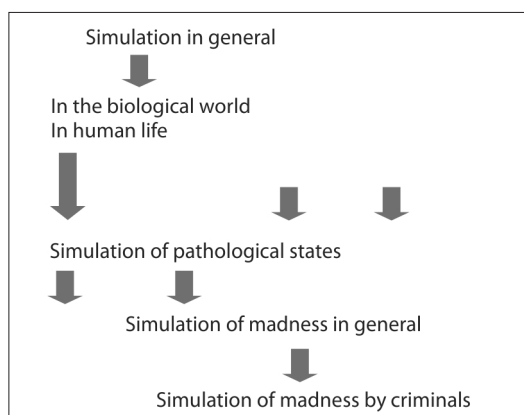 Simulation in general
In the biological world
In human life
Simulation of pathological states
Simulation of madness in general
Simulation of madness by criminals